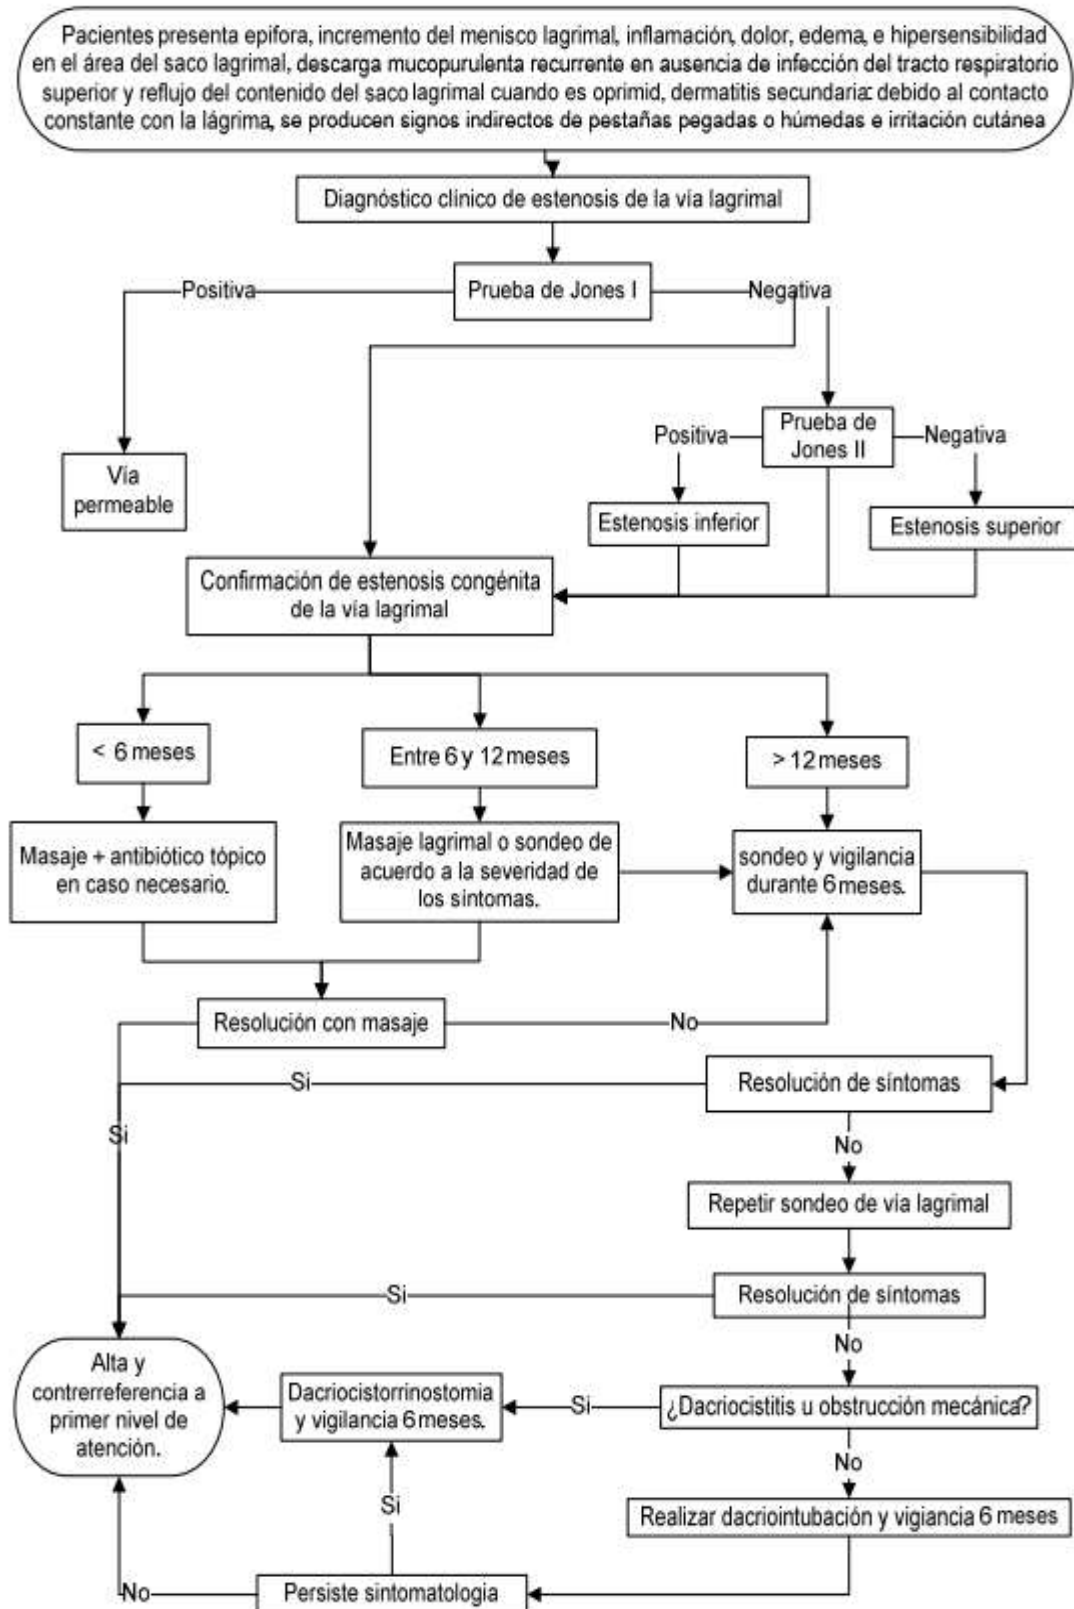 Pacientes presenta epifora, incremento del menisco lagrimal, inflamación, dolor, edema, e hipersensibilidad
en el área del saco lagrimal, descarga mucopurulenta recurrente en ausencia de infección del tracto respiratorio
superior y reflujo del contenido del saco lagrimal cuando es oprimid, dermatitis secundaria: debido al contacto
constante con la lágrima, se producen signos indirectos de pestañas pegadas o húmedas e irritación cutánea
Diagnóstico clinico de estenosis de la vía lagrimal
Positiva
Prueba de Jones I
Negativa
Positiva
Prueba de
Jones II
Negativa
Vía
permeable
Estenosis inferior
Estenosis superior
Confirmación de estenosis congénita
de la vía lagrimal
< 6 meses
Entre 6 y 12 meses
> 12 meses
Masaje + antibiótico tópico
en caso necesario.
Masaje lagrimal o sondeo de
acuerdo a la severidad de
los síntomas.
sondeo y vigilancia
durante 6 meses.
Resolución con masaje
No
Si
Resolución de síntomas
Si
No
Repetir sondeo de vía lagrimal
Si
Resolución de síntomas
No
Alta y
contrerreferencia a
primer nivel de
atención.
Dacriocistorrinostomia
y vigilancia 6 meses.
Si
¿Dacriocistitis u obstrucción mecánica?
No
Si
Realizar dacriointubación y vigiancia 6 meses
No
Persiste sintomatologia